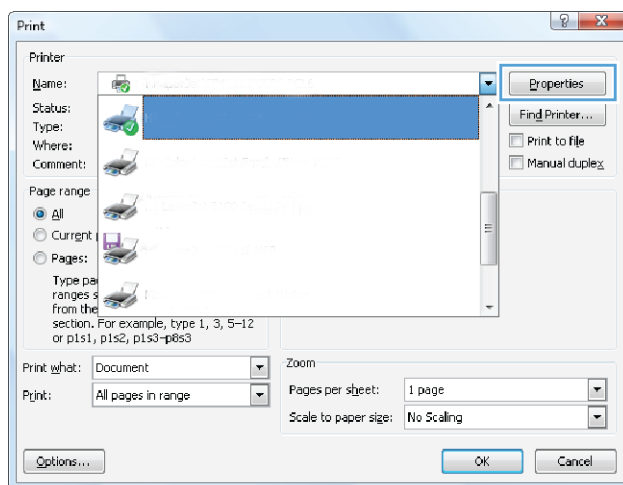 Print
Printer
Name:
Properties
Status:
Find Printer...
Type:
Where:
Print to file
Comment:
Manual duplex
Page range
All
Current
Pages:
Type pa
ranges s
from the
section. For example, type 1, 3, 5–12
or p1s1, p1s2, p1s3–p8s3
Print what: Document
Print: All pages in range
Zoom
Pages per sheet: 1 page
Scale to paper size: No Scaling
Options...
OK
Cancel